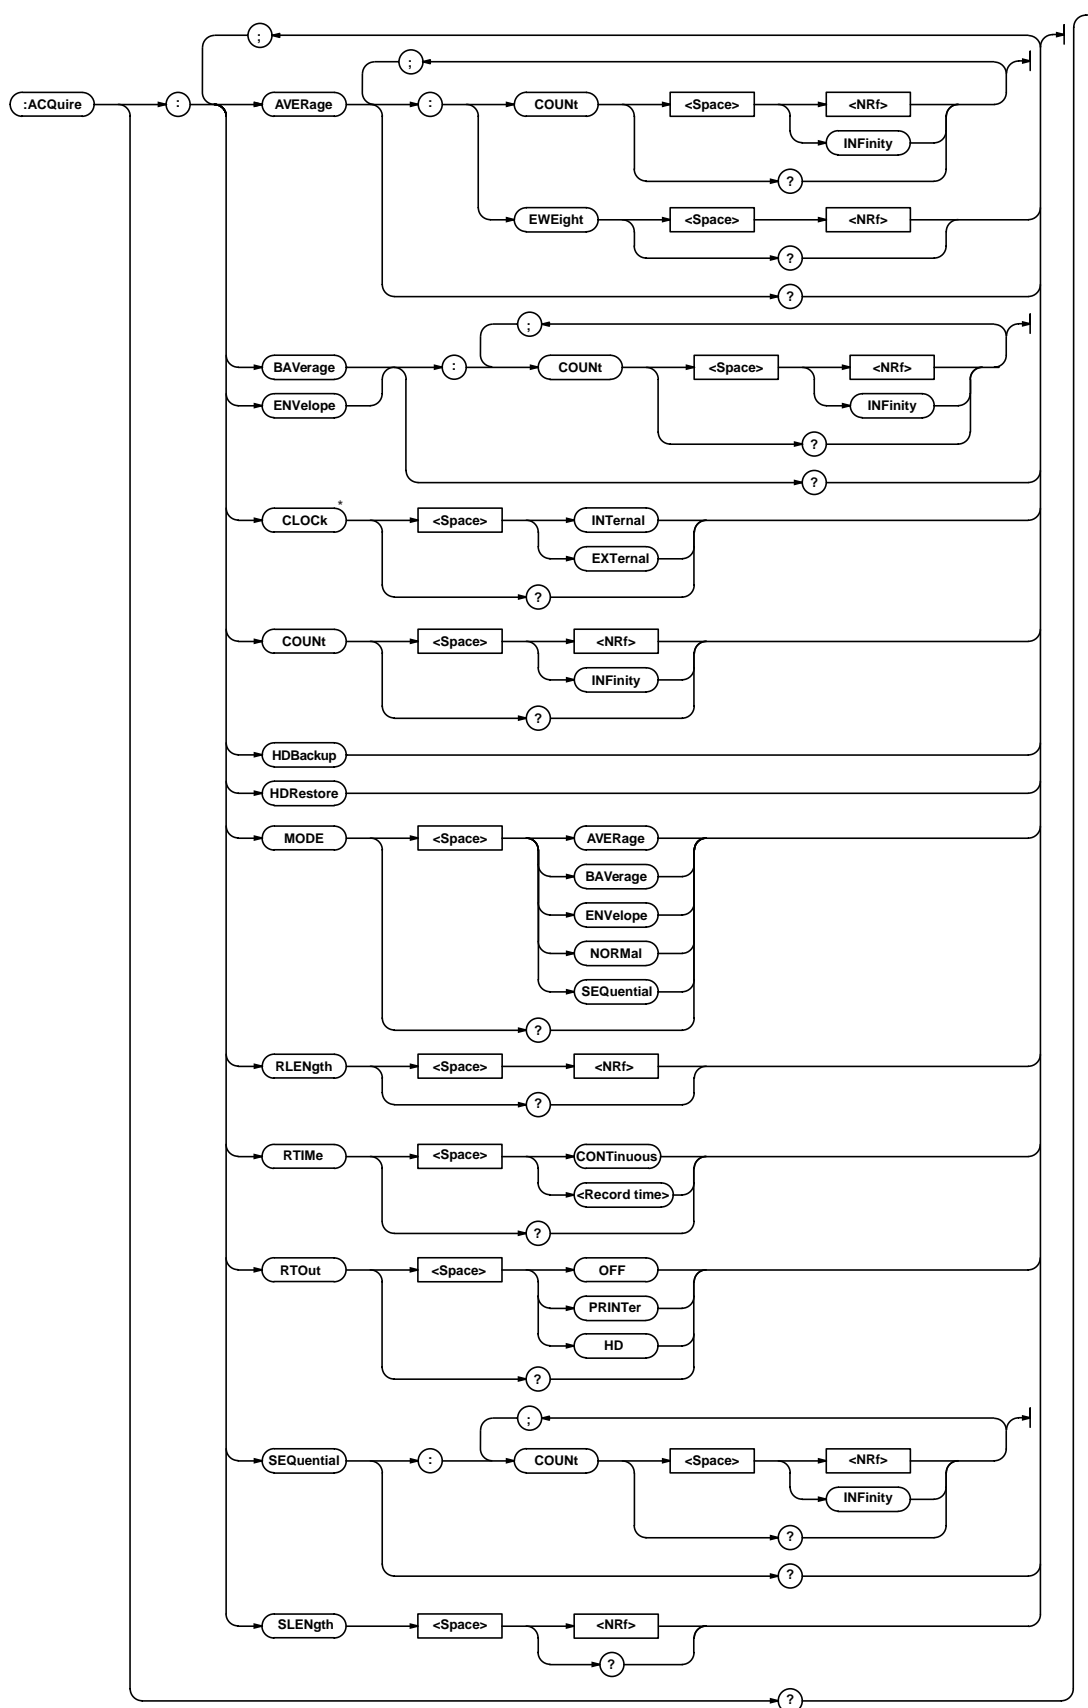 ;
;
:ACQuire : AVERage : COUNt <Space> <NRf>
INFinity
?
EWEight <Space> <NRf>
?
?
;
BAVerage : COUNt <Space> <NRf>
ENVelope INFinity
?
?
CLOCk* <Space> INTernal
EXTernal
?
COUNt <Space> <NRf>
INFinity
?
HDBackup
HDRestore
MODE <Space> AVERage
BAVerage
ENVelope
NORMal
SEQuential
?
RLENgth <Space> <NRf>
?
RTIMe <Space> CONTinuous
<Record time>
?
RTOut <Space> OFF
PRINTer
HD
?
;
SEQuential : COUNt <Space> <NRf>
INFinity
?
?
SLENgth <Space> <NRf>
?
?